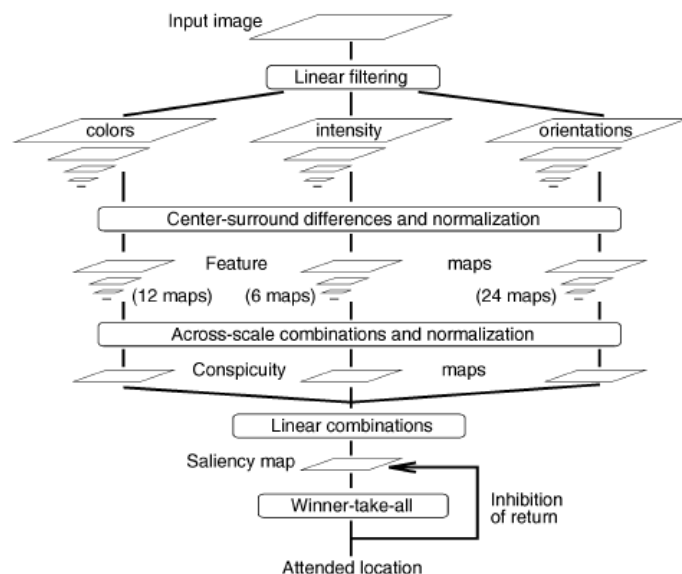 Input image
Linear filtering
colors intensity orientations
Center-surround differences and normalization
Feature maps
(12 maps) (6 maps) (24 maps)
Across-scale combinations and normalization
Conspicuity maps
Linear combinations
Saliency map
Winner-take-all
Inhibition
of return
Attended location